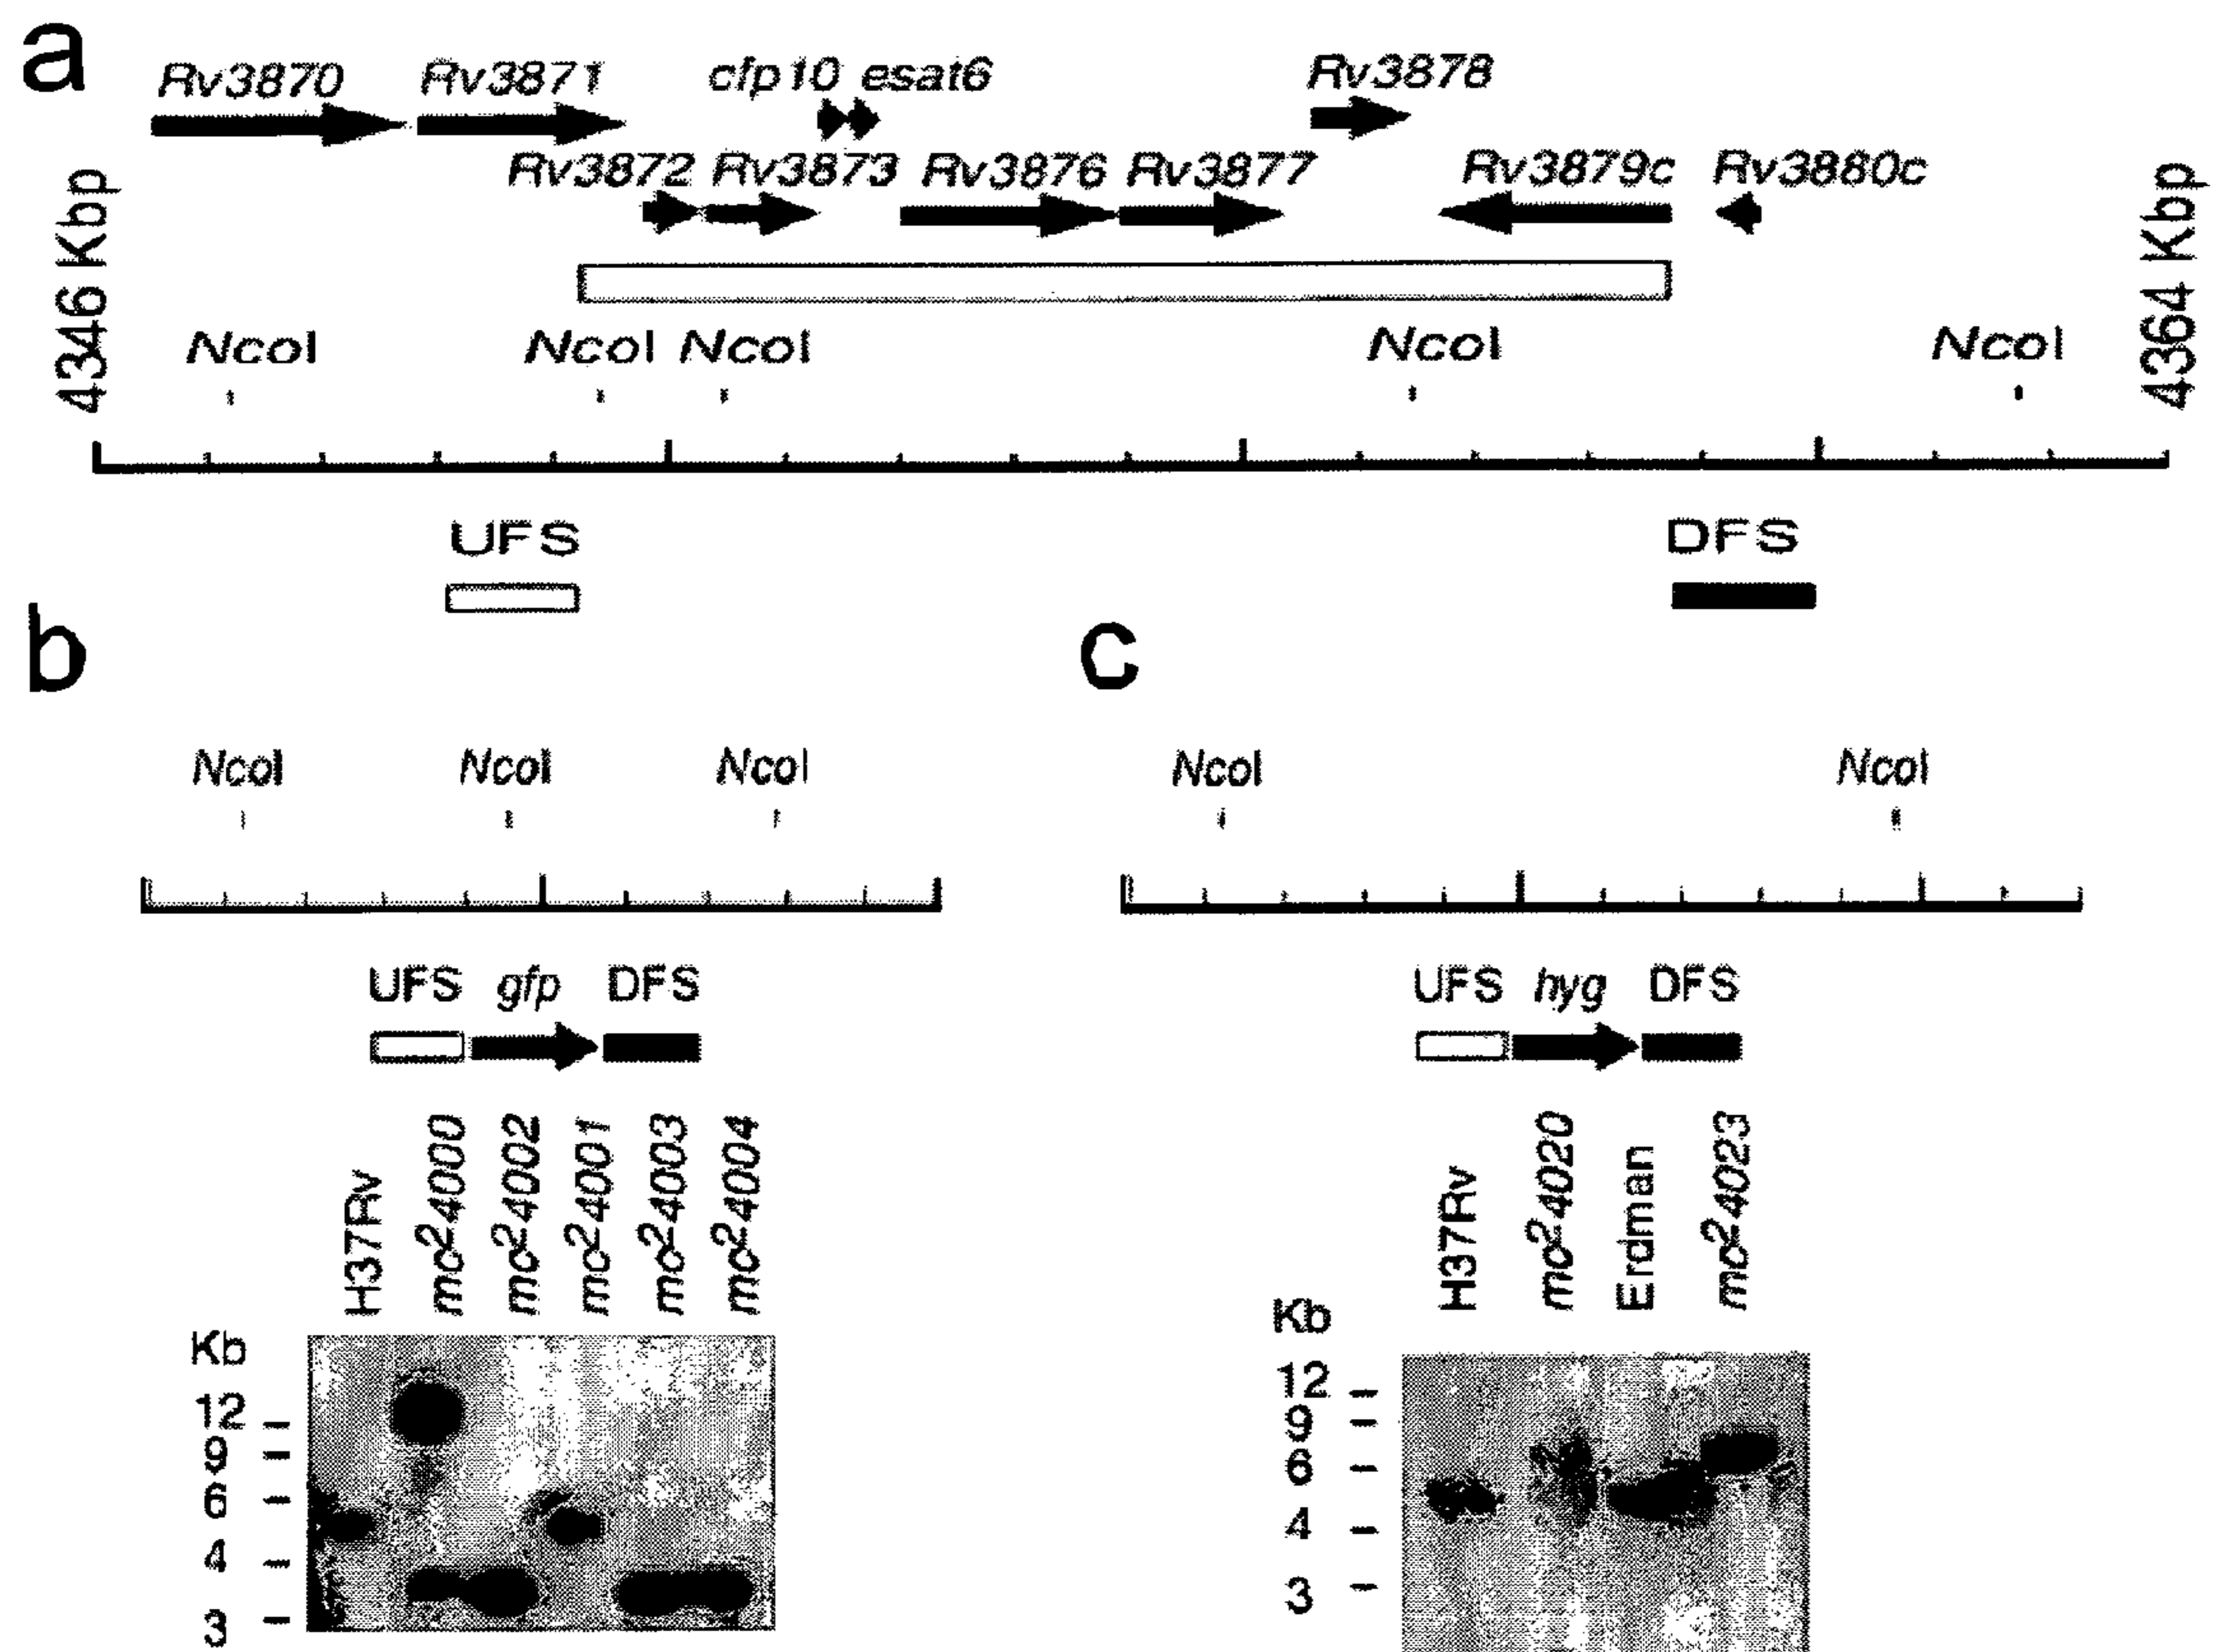 a
Rv3870 Rv3871 cfp10 esat6 Rv3878
Rv3872 Rv3873 Rv3876 Rv3877 Rv3879c Rv3880c
4346 Kbp
4364 Kbp
NcoI NcoI NcoI NcoI NcoI
UFS DFS
b
NcoI NcoI NcoI
UFS gfp DFS
H37Rv mc²4000 mc²4002 mc²4001 mc²4003 mc²4004
Kb
12
9
6
4
3
c
NcoI NcoI
UFS hyg DFS
H37Rv mc²4020 Erdman mc²4023
Kb
12
9
6
4
3